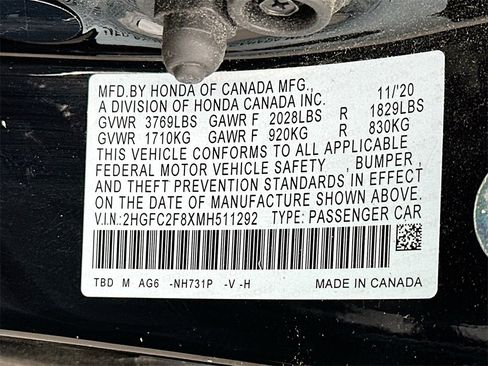 MFD.BY HONDA OF CANADA MFG., 11/'20
A DIVISION OF HONDA CANADA INC.
GVWR 3769LBS GAWR F 2028LBS R 1829LBS
GVWR 1710KG GAWR F 920KG R 830KG
THIS VEHICLE CONFORMS TO ALL APPLICABLE
FEDERAL MOTOR VEHICLE SAFETY , BUMPER ,
AND THEFT PREVENTION STANDARDS IN EFFECT
ON THE DATE OF MANUFACTURE SHOWN ABOVE.
V.I.N:2HGFC2F8XMH511292 TYPE: PASSENGER CAR
TBD M AG6 -NH731P -V -H MADE IN CANADA